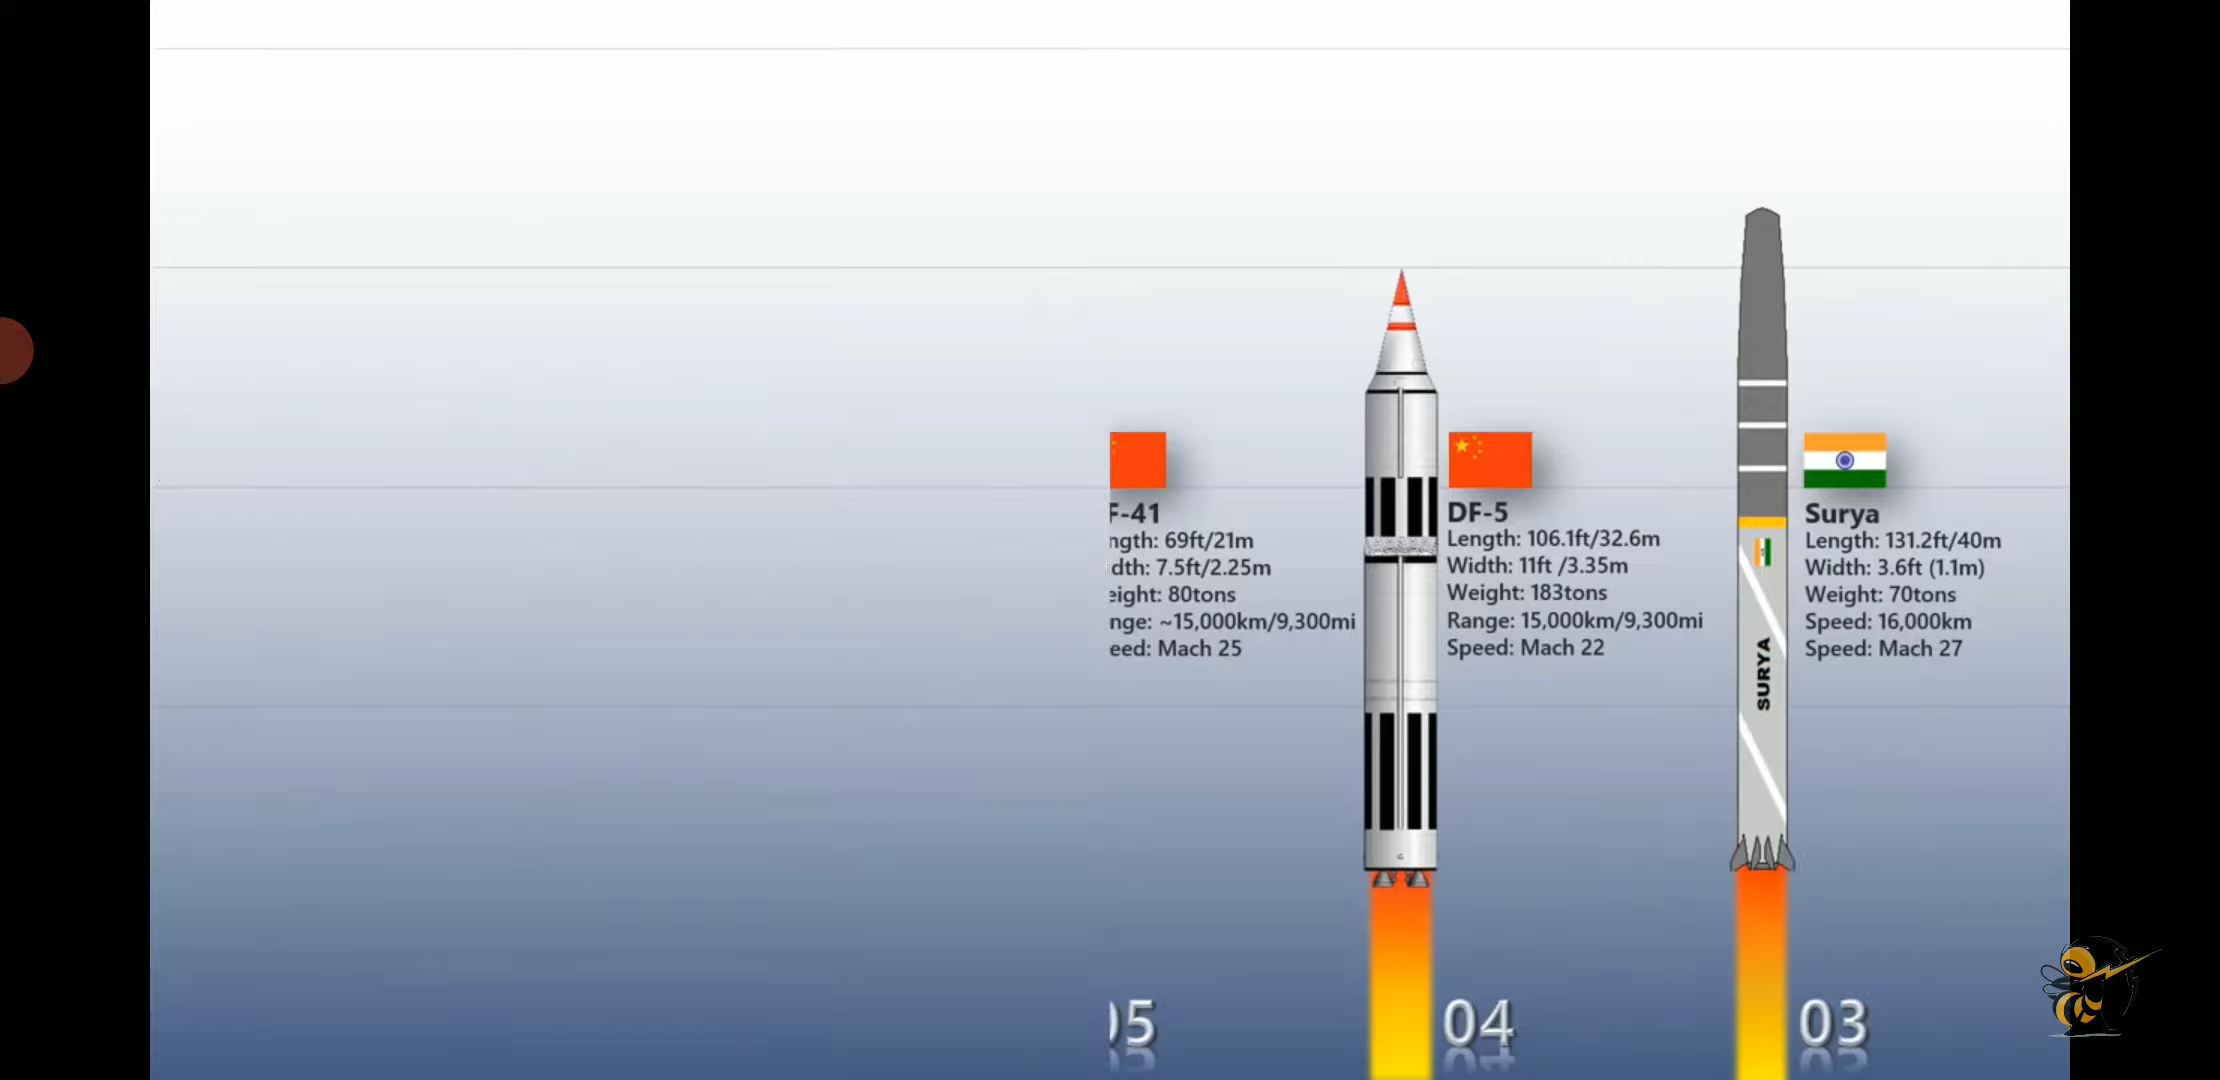 F-41
ngth: 69ft/21m
dth: 7.5ft/2.25m
eight: 80tons
nge: ~15,000km/9,300mi
eed: Mach 25
05
DF-5
Length: 106.1ft/32.6m
Width: 11ft /3.35m
Weight: 183tons
Range: 15,000km/9,300mi
Speed: Mach 22
04
SURYA
Surya
Length: 131.2ft/40m
Width: 3.6ft (1.1m)
Weight: 70tons
Speed: 16,000km
Speed: Mach 27
03